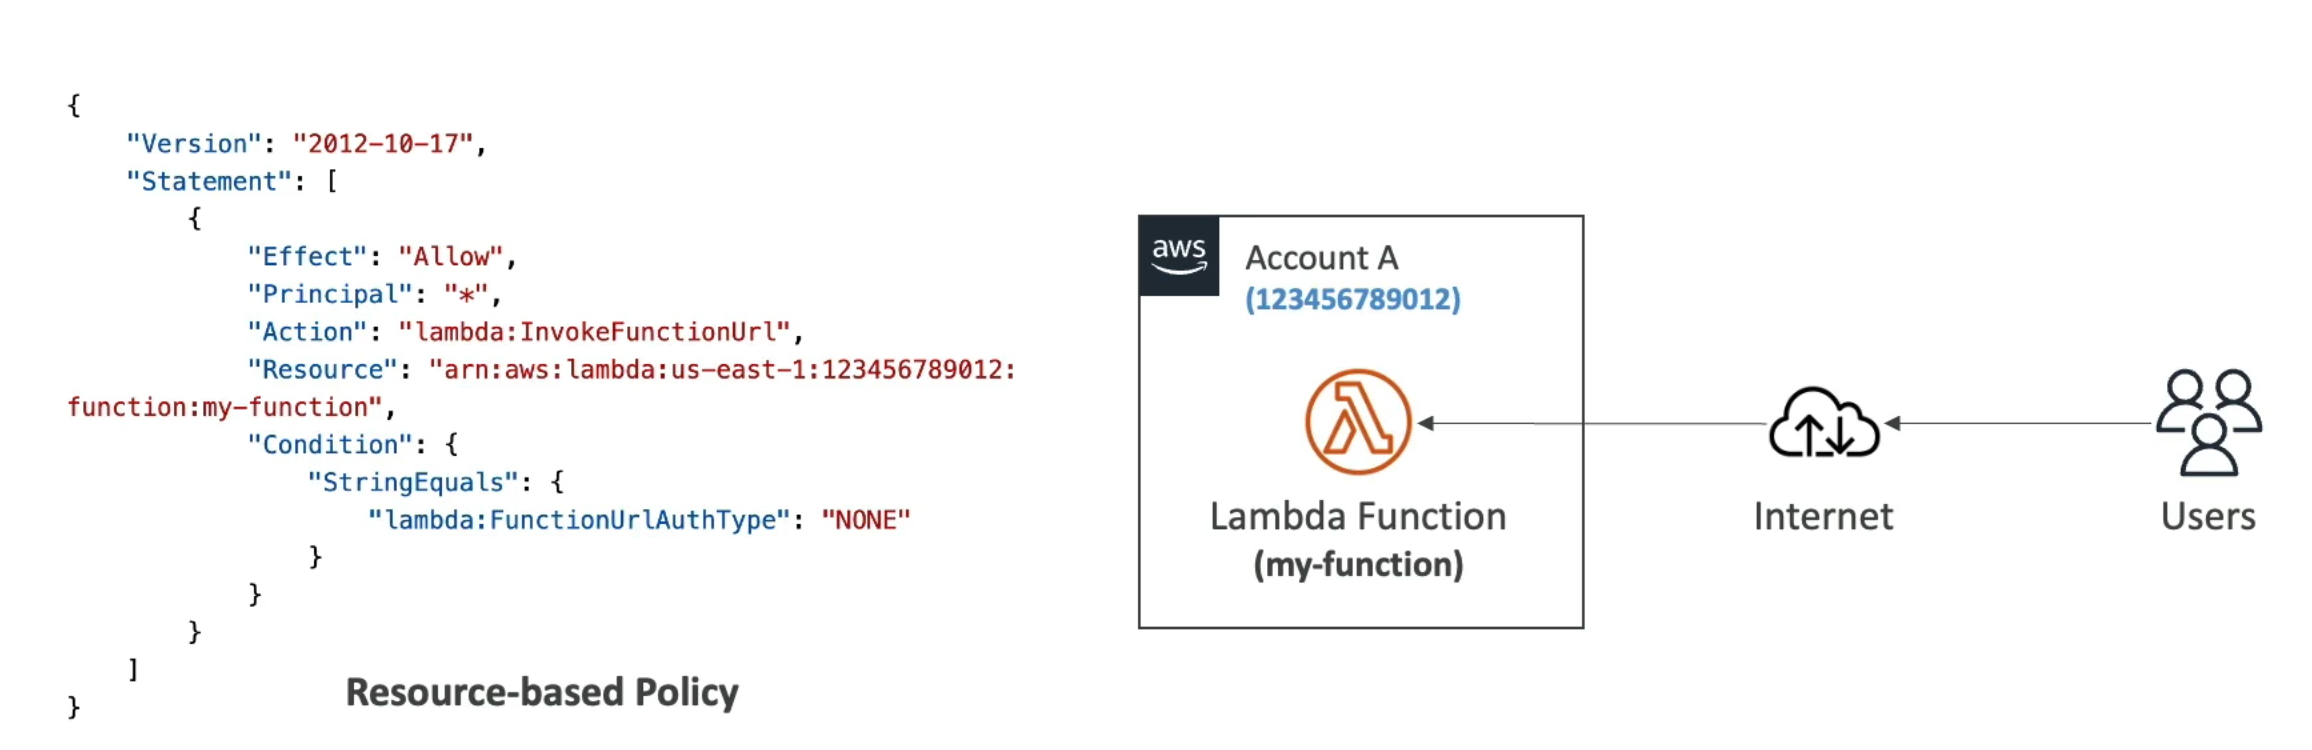 {
    "Version": "2012-10-17",
    "Statement": [
        {
            "Effect": "Allow",
            "Principal": "*",
            "Action": "lambda:InvokeFunctionUrl",
            "Resource": "arn:aws:lambda:us-east-1:123456789012:
function:my-function",
            "Condition": {
                "StringEquals": {
                    "lambda:FunctionUrlAuthType": "NONE"
                }
            }
        }
    ]
}
Resource-based Policy
aws
Account A
(123456789012)
Lambda Function
(my-function)
Internet
Users